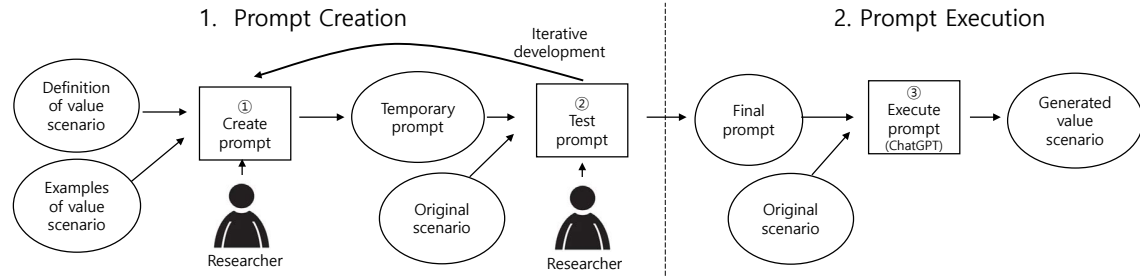 1. Prompt Creation
2. Prompt Execution
Iterative
development
Definition
of value
scenario
Examples
of value
scenario
①
Create
prompt
Researcher
Temporary
prompt
Original
scenario
②
Test
prompt
Researcher
Final
prompt
Original
scenario
③
Execute
prompt
(ChatGPT)
Generated
value
scenario